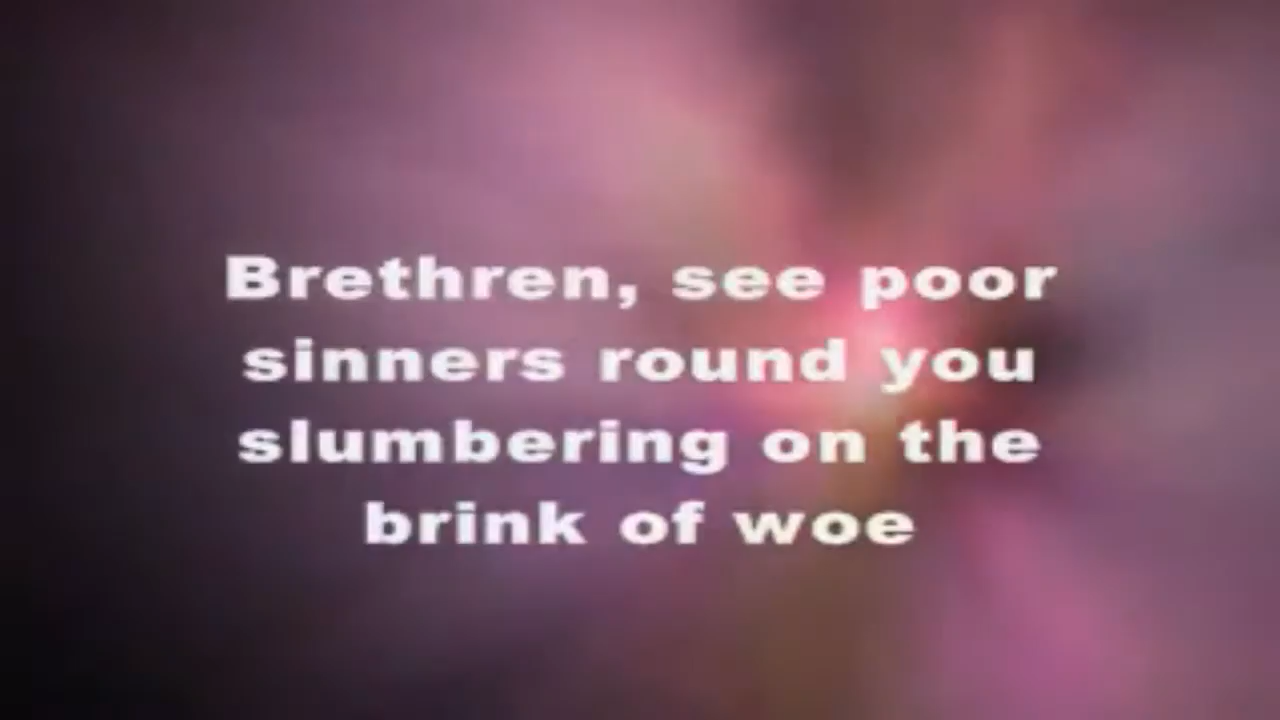 Brethren, see poor
sinners round you
slumbering on the
brink of woe